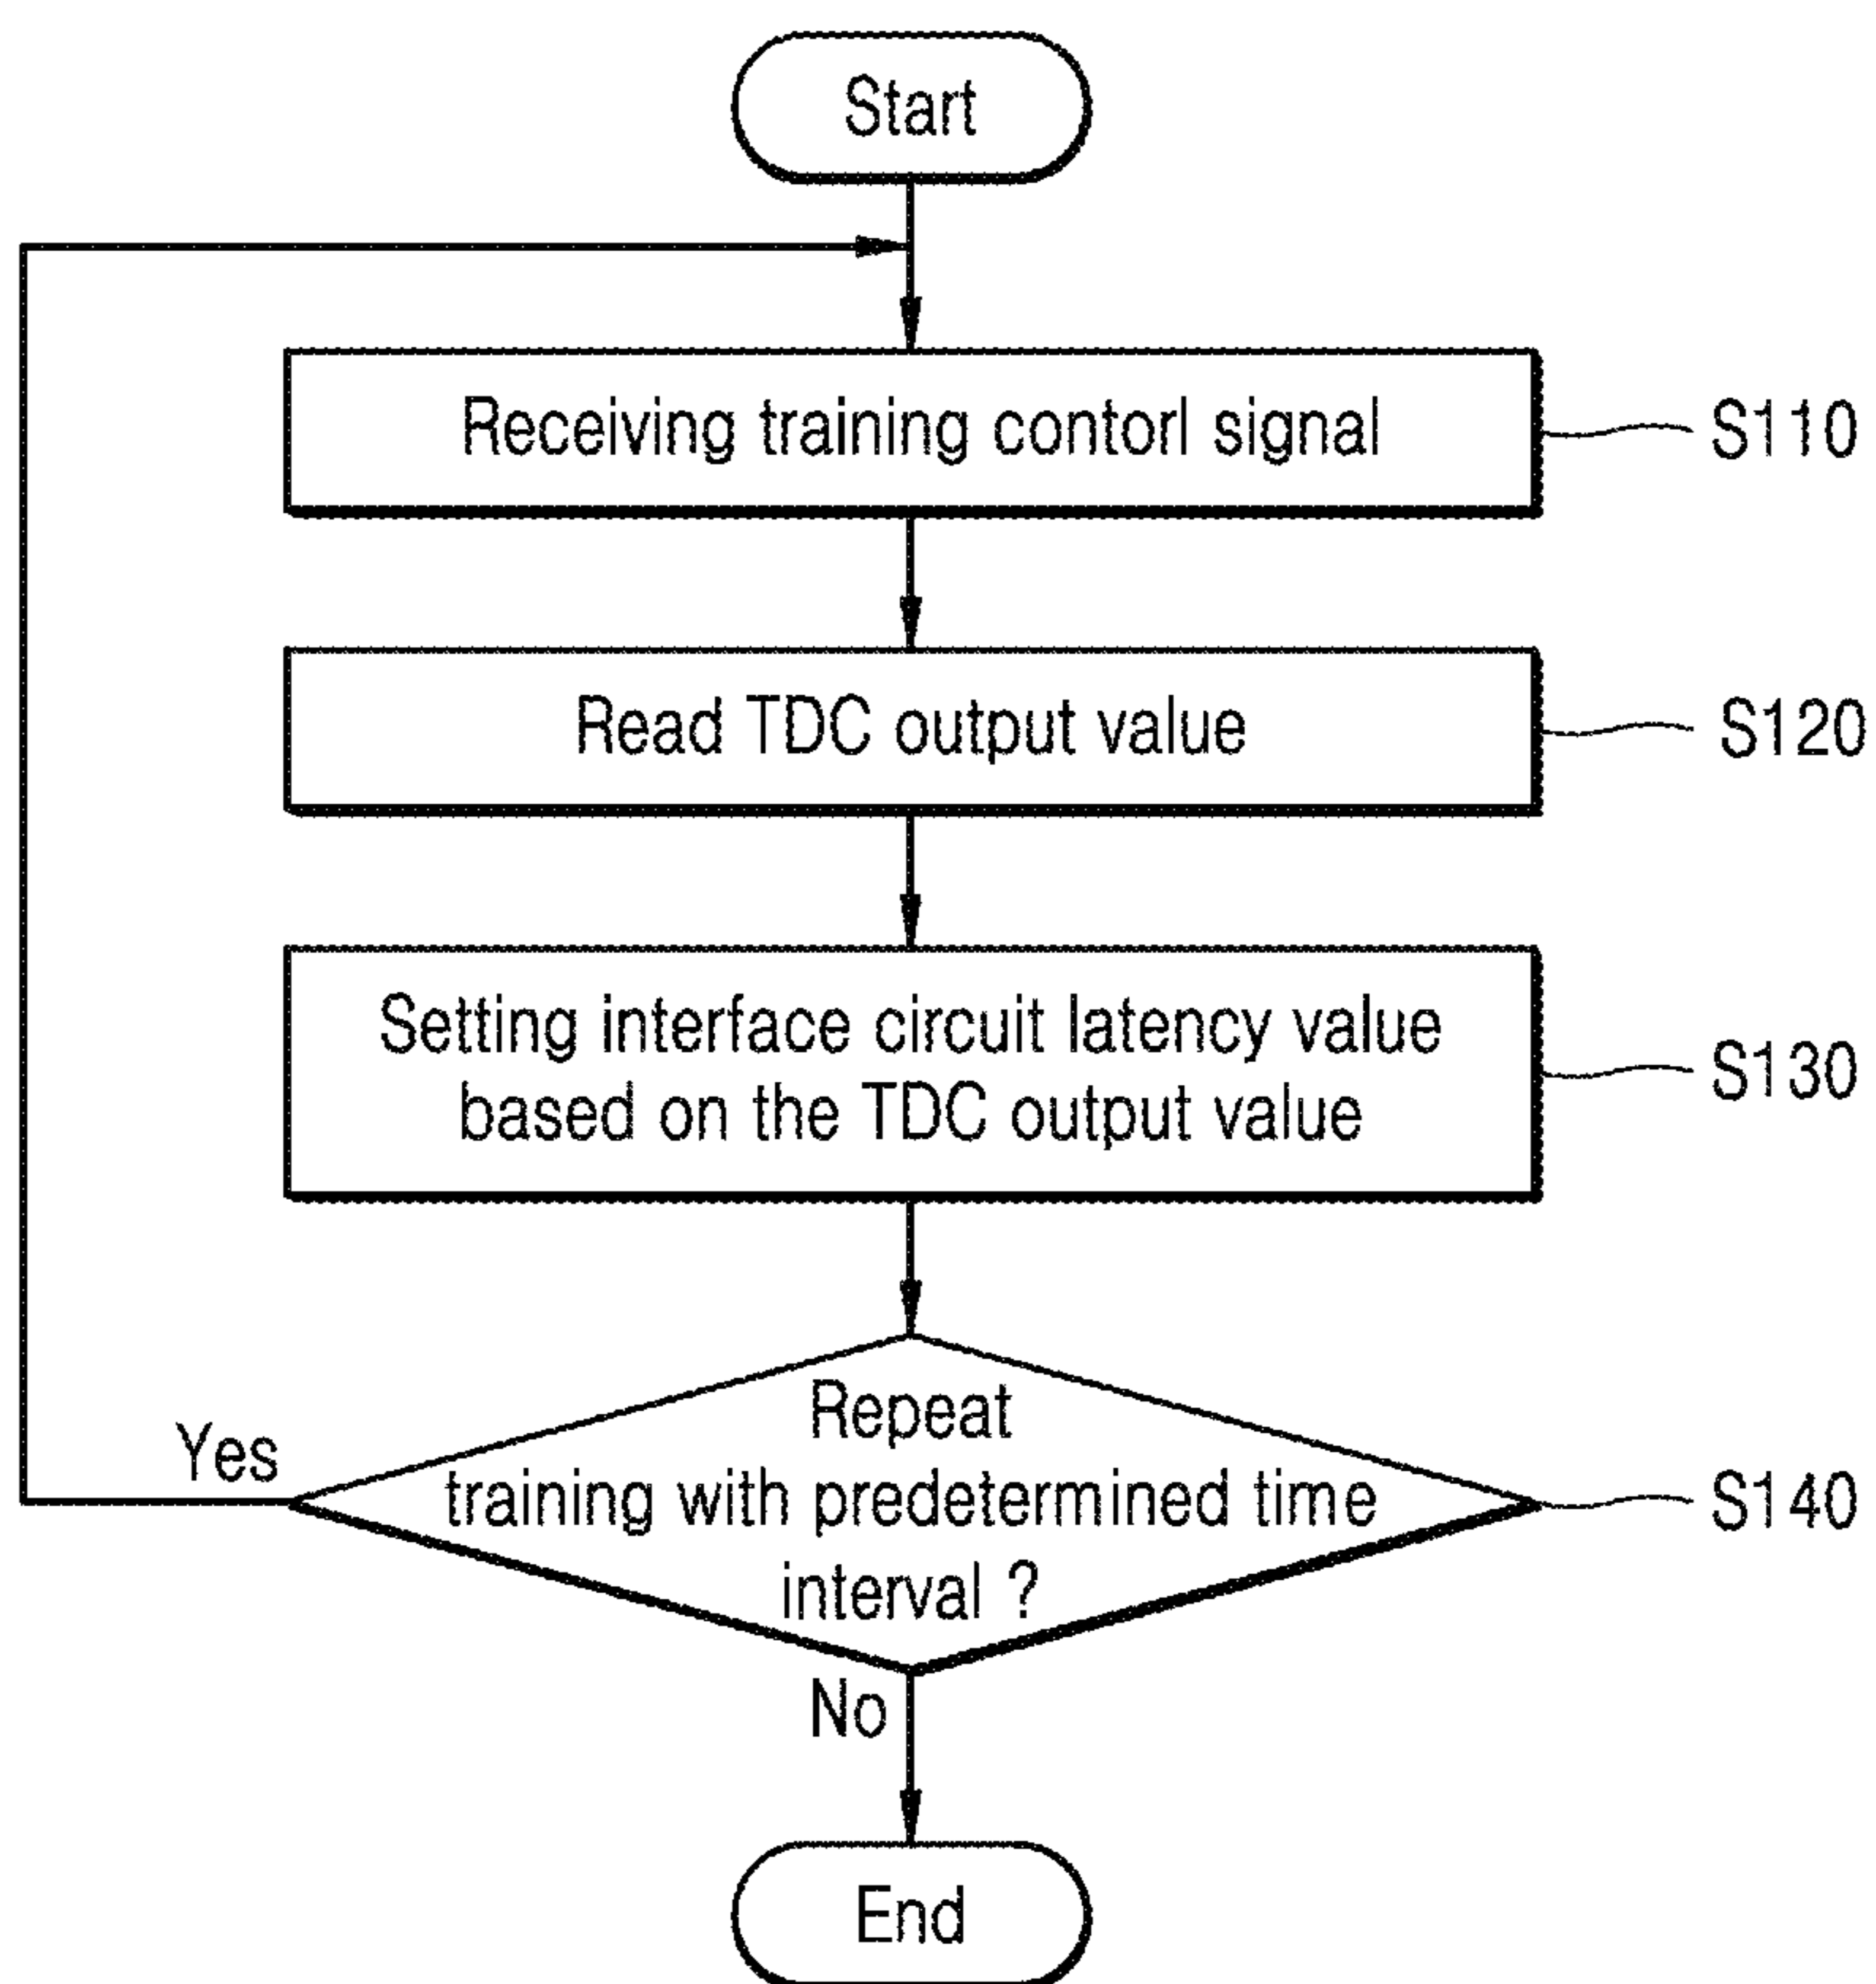 Start
Receiving training contorl signal
S110
Read TDC output value
S120
Setting interface circuit latency value
based on the TDC output value
S130
Repeat
training with predetermined time
interval ?
S140
Yes
No
End